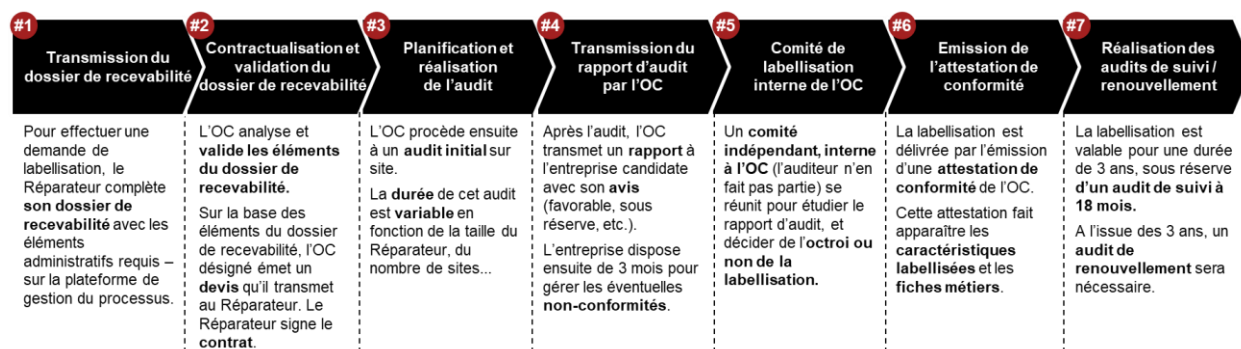 #1
Transmission du
dossier de recevabilité
Pour effectuer une
demande de
labellisation, le
Réparateur complète
son dossier de
recevabilité avec les
éléments
administratifs requis –
sur la plateforme de
gestion du processus.
#2
Contractualisation et
validation du
dossier de recevabilité
L'OC analyse et
valide les éléments
du dossier de
recevabilité.
Sur la base des
éléments du dossier
de recevabilité, l'OC
désigné émet un
devis qu'il transmet
au Réparateur. Le
Réparateur signe le
contrat.
#3
Planification et
réalisation
de l'audit
L'OC procède ensuite
à un audit initial sur
site.
La durée de cet audit
est variable en
fonction de la taille du
Réparateur, du
nombre de sites...
#4
Transmission du
rapport d'audit
par l'OC
Après l'audit, l'OC
transmet un rapport à
l'entreprise candidate
avec son avis
(favorable, sous
réserve, etc.).
L'entreprise dispose
ensuite de 3 mois pour
gérer les éventuelles
non-conformités.
#5
Comité de
labellisation
interne de l'OC
Un comité
indépendant, interne
à l'OC (l'auditeur n'en
fait pas partie) se
réunit pour étudier le
rapport d'audit, et
décider de l'octroi ou
non de la
labellisation.
#6
Emission de
l'attestation de
conformité
La labellisation est
délivrée par l'émission
d'une attestation de
conformité de l'OC.
Cette attestation fait
apparaître les
caractéristiques
labellisées et les
fiches métiers.
#7
Réalisation des
audits de suivi /
renouvellement
La labellisation est
valable pour une durée
de 3 ans, sous réserve
d'un audit de suivi à
18 mois.
A l'issue des 3 ans, un
audit de
renouvellement sera
nécessaire.